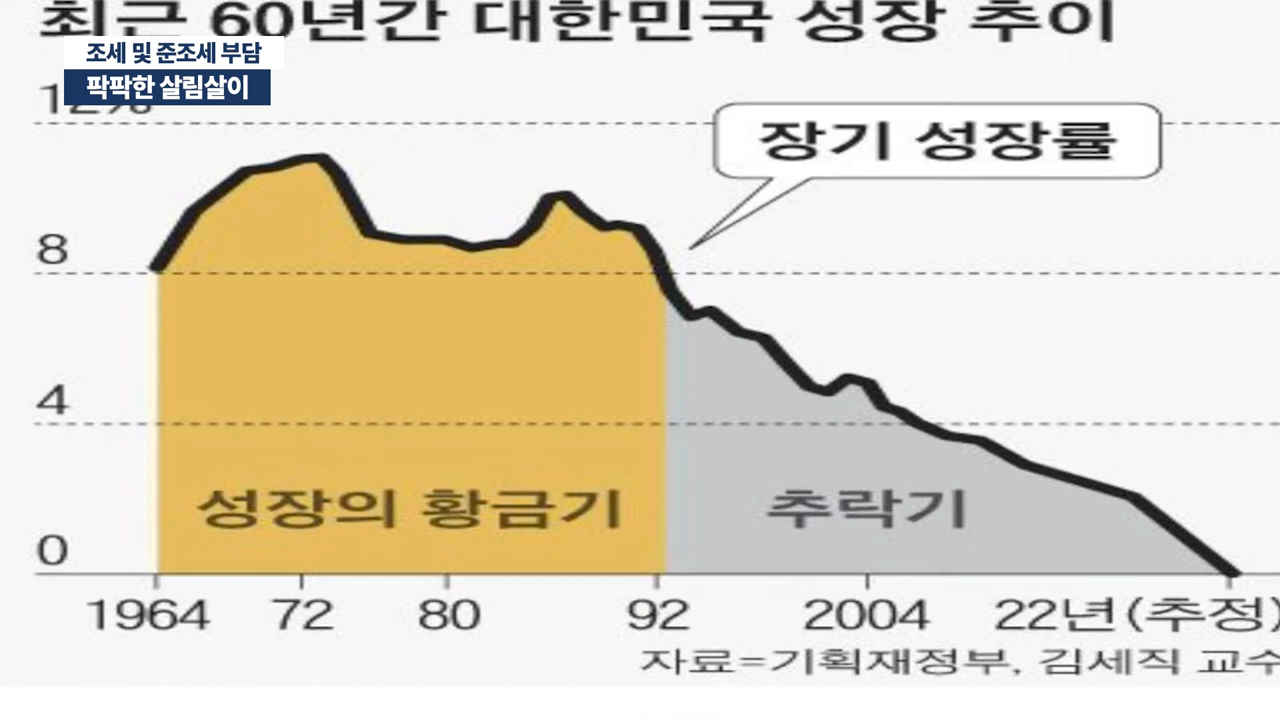 최근 60년간 대한민국 성장 추이
조세 및 준조세 부담
팍팍한 살림살이
12%
장기 성장률
8
4
성장의 황금기
추락기
0
1964 72 80 92 2004 22년(추정)
자료=기획재정부, 김세직 교수